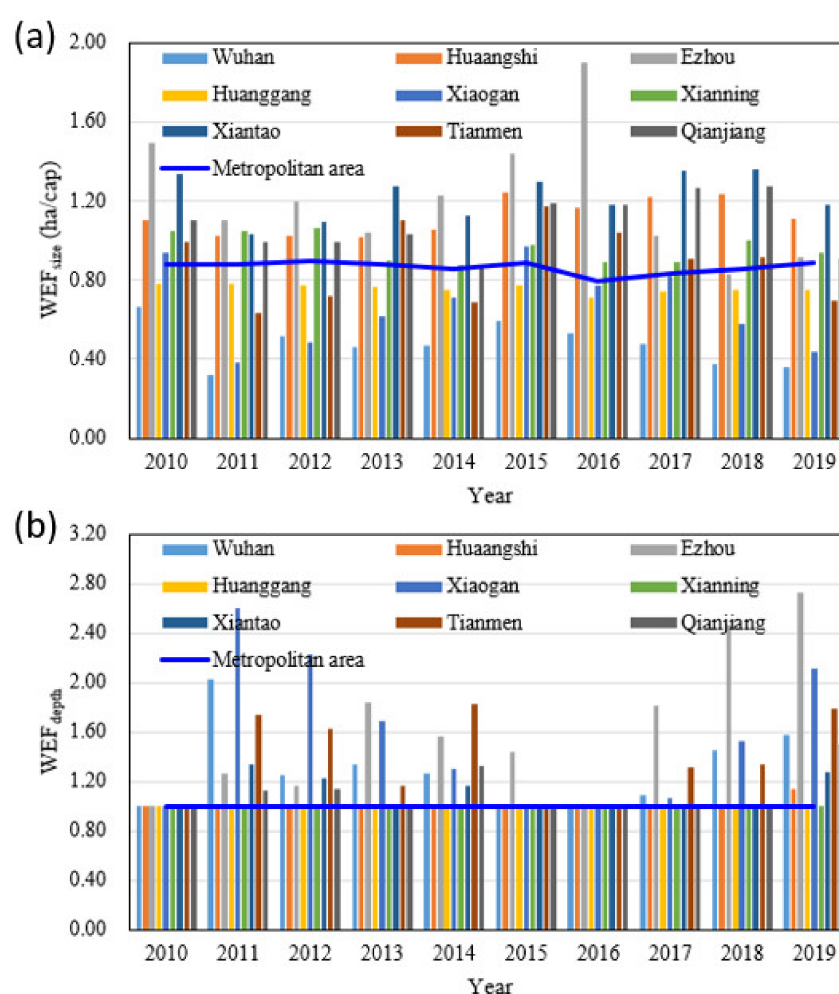 (a)
2.00
1.60
1.20
0.80
0.40
0.00
WEFsize (ha/cap)
Wuhan Huaangshi Ezhou
Huanggang Xiaogan Xianning
Xiantao Tianmen Qianjiang
Metropolitan area
2010 2011 2012 2013 2014 2015 2016 2017 2018 2019
Year
(b)
3.20
2.80
2.40
2.00
1.60
1.20
0.80
0.40
0.00
WEFdepth
Wuhan Huaangshi Ezhou
Huanggang Xiaogan Xianning
Xiantao Tianmen Qianjiang
Metropolitan area
2010 2011 2012 2013 2014 2015 2016 2017 2018 2019
Year